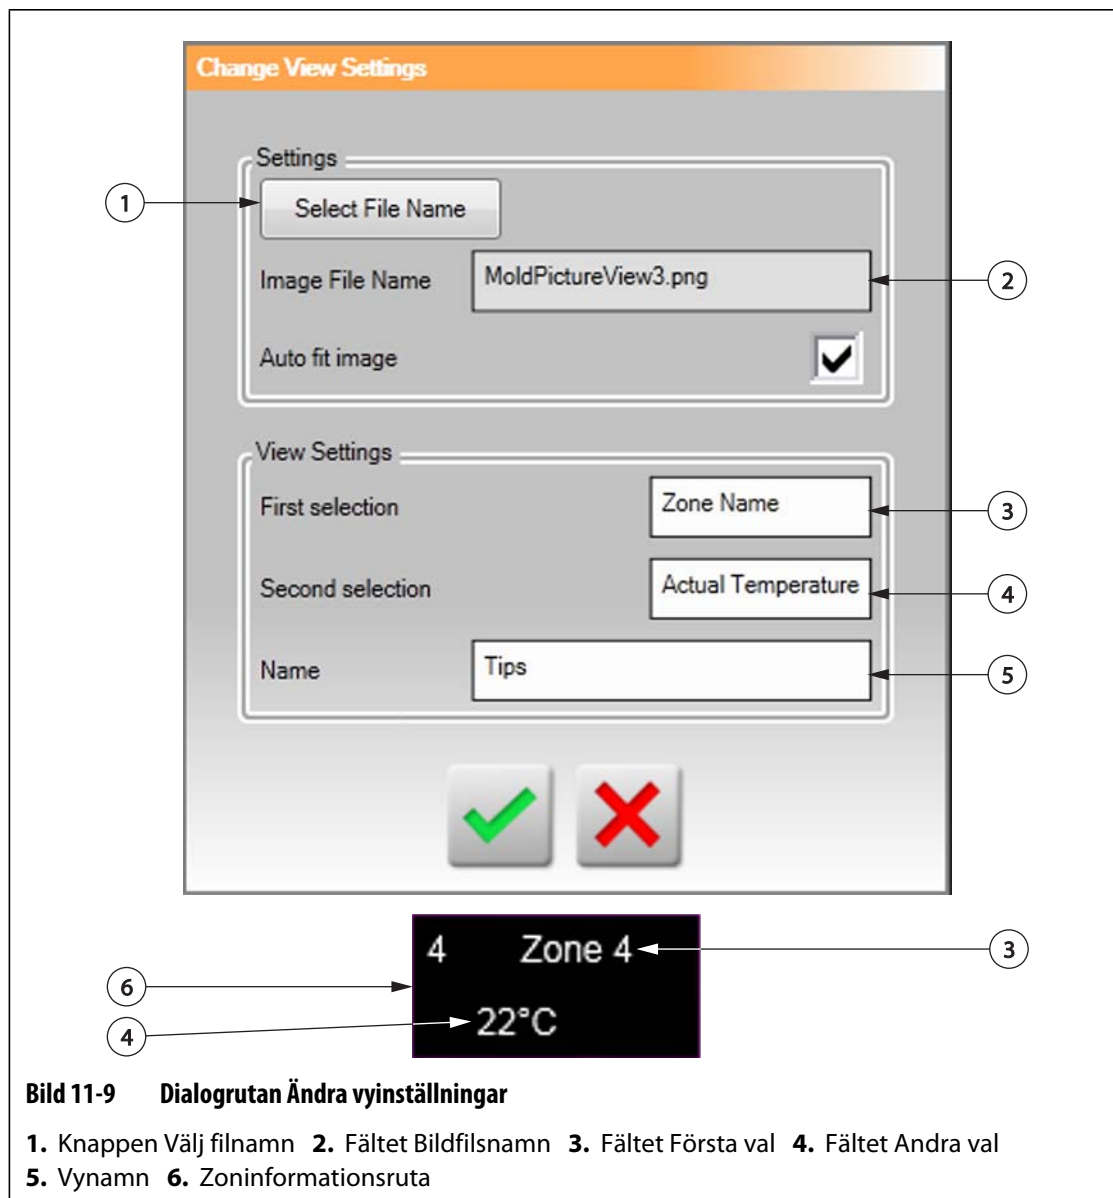 Change View Settings
Settings
1
Select File Name
Image File Name MoldPictureView3.png
2
Auto fit image
View Settings
First selection Zone Name
3
Second selection Actual Temperature
4
Name Tips
5
4 Zone 4
3
6
22°C
4
Bild 11-9 Dialogrutan Ändra vyinställningar
1. Knappen Välj filnamn 2. Fältet Bildfilsnamn 3. Fältet Första val 4. Fältet Andra val
5. Vynamn 6. Zoninformationsruta